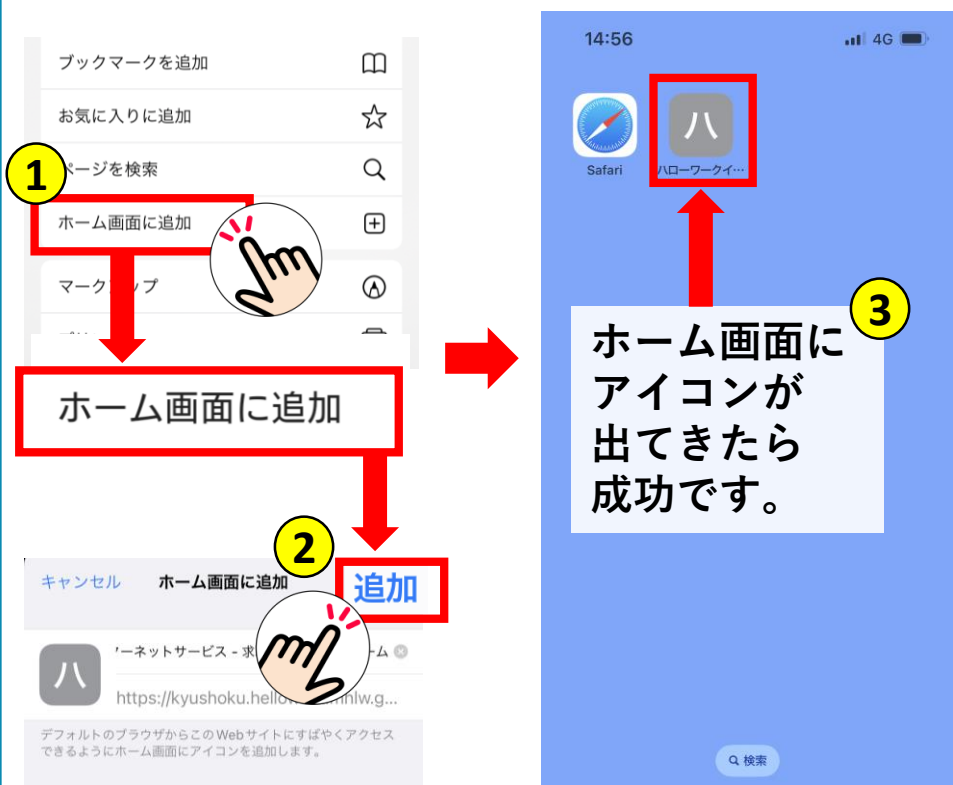 ブックマークを追加
お気に入りに追加
1
ページを検索
ホーム画面に追加
マーク ップ
ホーム画面に追加
2
キャンセル
ホーム画面に追加
追加
ハ
ーネットサービス - 求 ーム
https://kyushoku.hello mhlw.g...
デフォルトのブラウザからこのWebサイトにすばやくアクセス
できるようにホーム画面にアイコンを追加します。
14:56
4G
ハ
Safari
ハローワークイ…
3
ホーム画面に
アイコンが
出てきたら
成功です。
検索